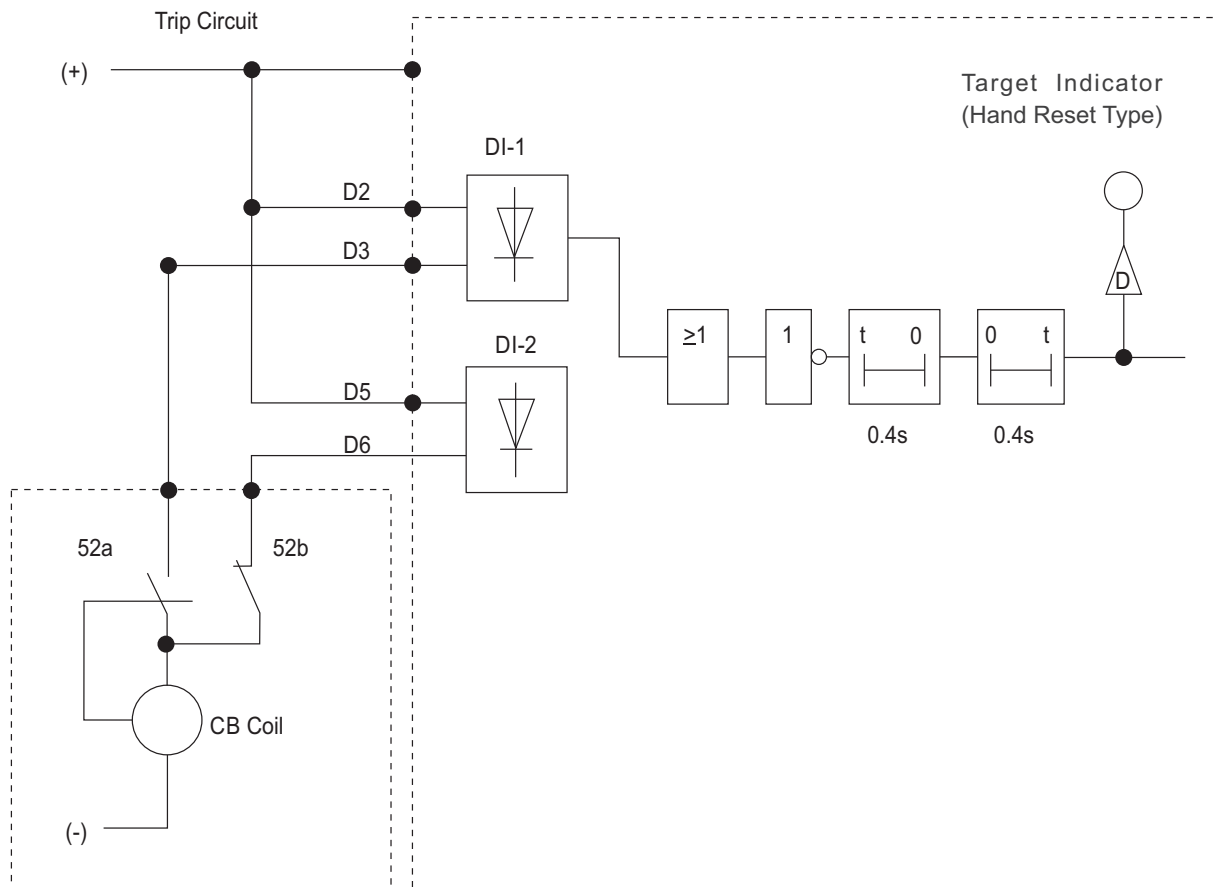 Trip Circuit
(+)
Target Indicator
(Hand Reset Type)
DI-1
D2
D3
D
≥1
1
t 0
0 t
DI-2
D5
0.4s
0.4s
D6
52a
52b
CB Coil
(-)